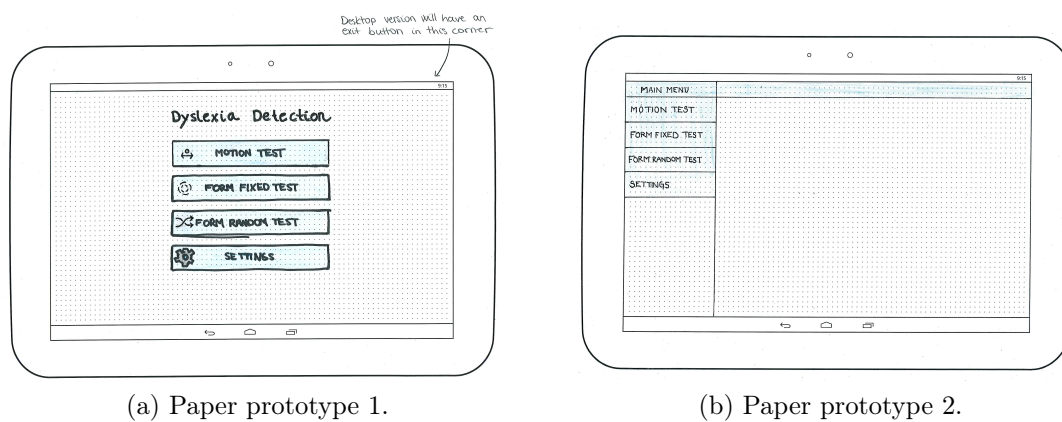 Desktop version will have an
exit button in this corner
9:15
Dyslexia Detection
MOTION TEST
FORM FIXED TEST
FORM RANDOM TEST
SETTINGS
(a) Paper prototype 1.
9:15
MAIN MENU
MOTION TEST
FORM FIXED TEST
FORM RANDOM TEST
SETTINGS
(b) Paper prototype 2.